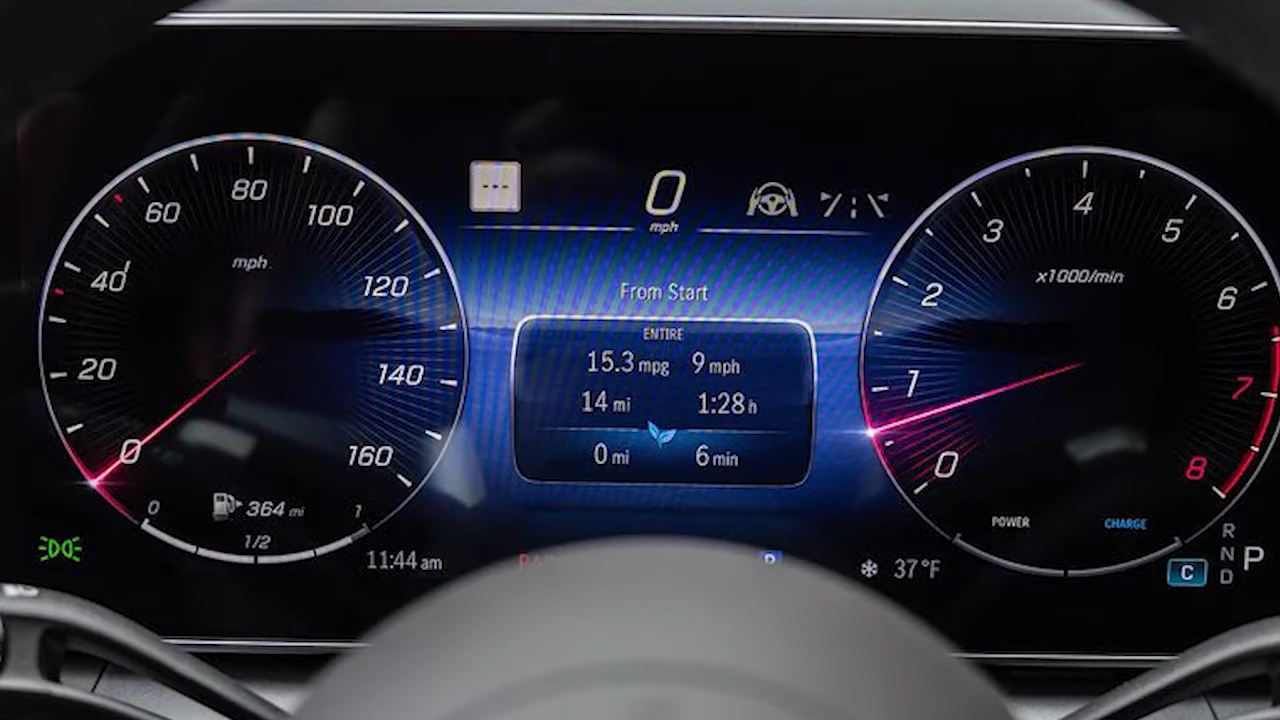 0
mph
From Start
ENTIRE
15.3 mpg 9 mph
14 mi 1:28 h
0 mi 6 min
0
20
40
60
80
100
120
140
160
mph
0 364 mi 1
1/2
11:44 am
0
1
2
3
4
5
6
7
8
x1000/min
POWER CHARGE
P
37 °F
C
R
N
D
P